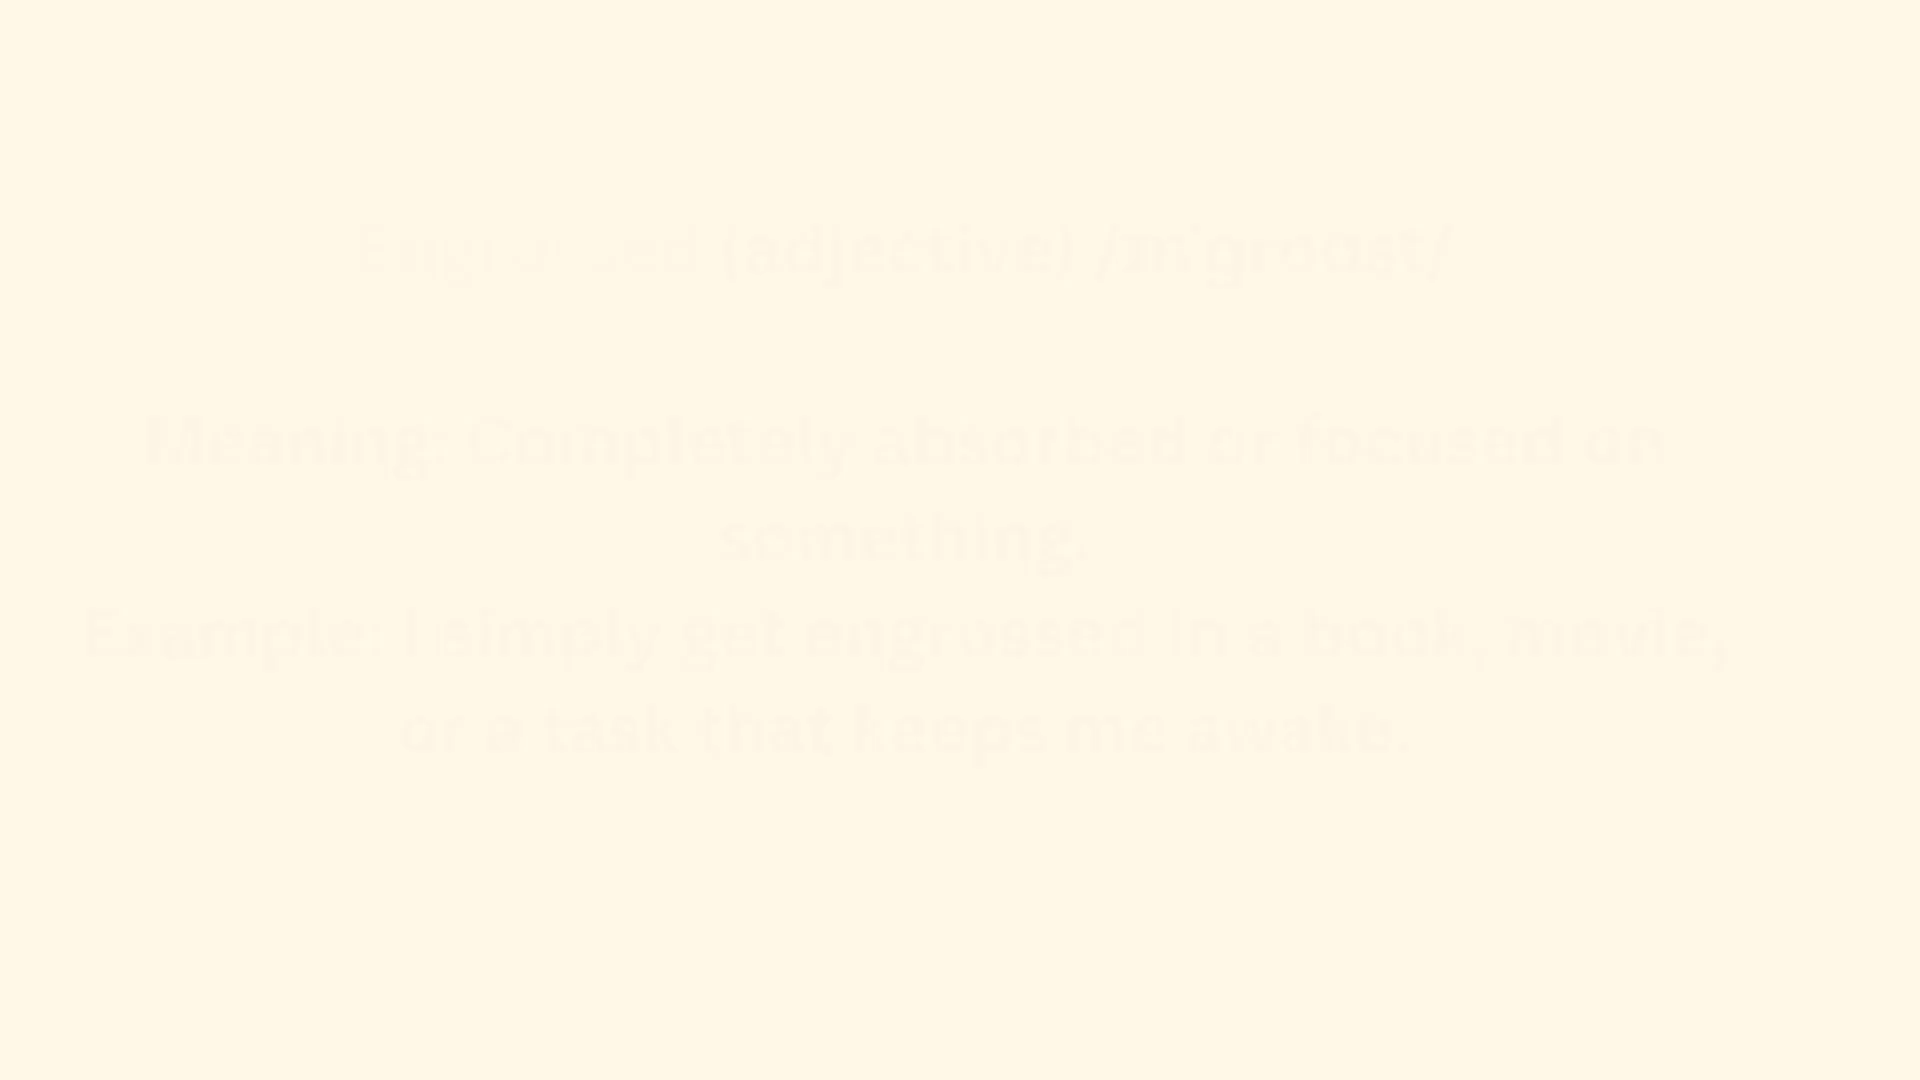 Engrossed (adjective) /ɪnˈɡroʊst/
Meaning: Completely absorbed or focused on
something.
Example: I simply get engrossed in a book, movie,
or a task that keeps me awake.